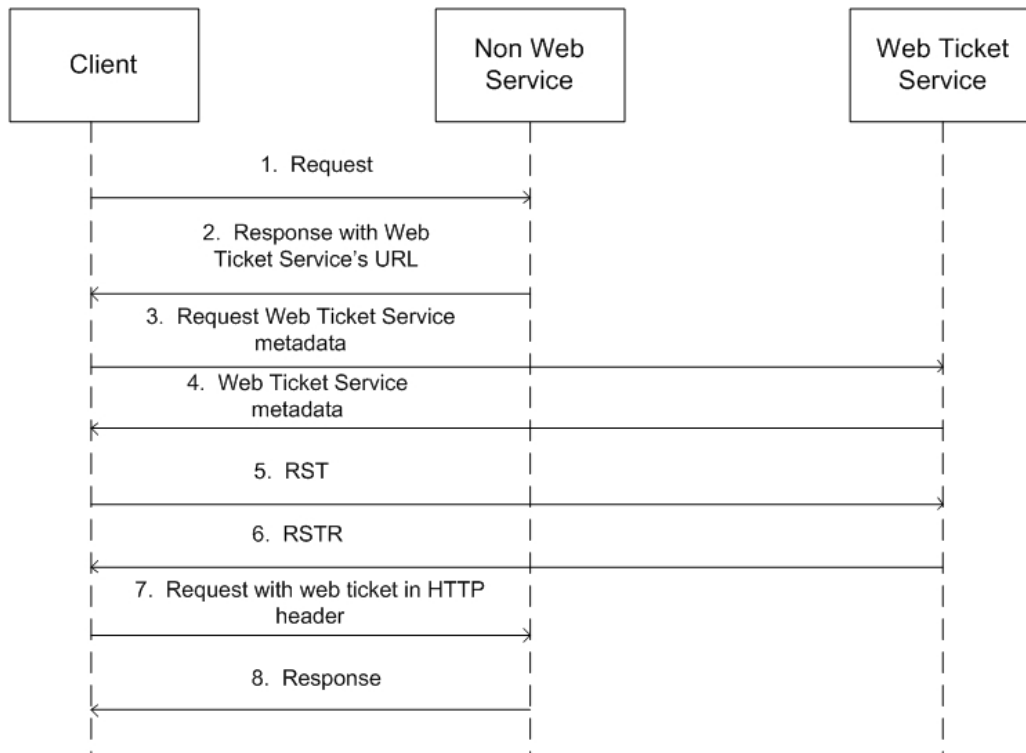 Client
Non Web
Service
Web Ticket
Service
1. Request
2. Response with Web
Ticket Service's URL
3. Request Web Ticket Service
metadata
4. Web Ticket Service
metadata
5. RST
6. RSTR
7. Request with web ticket in HTTP
header
8. Response